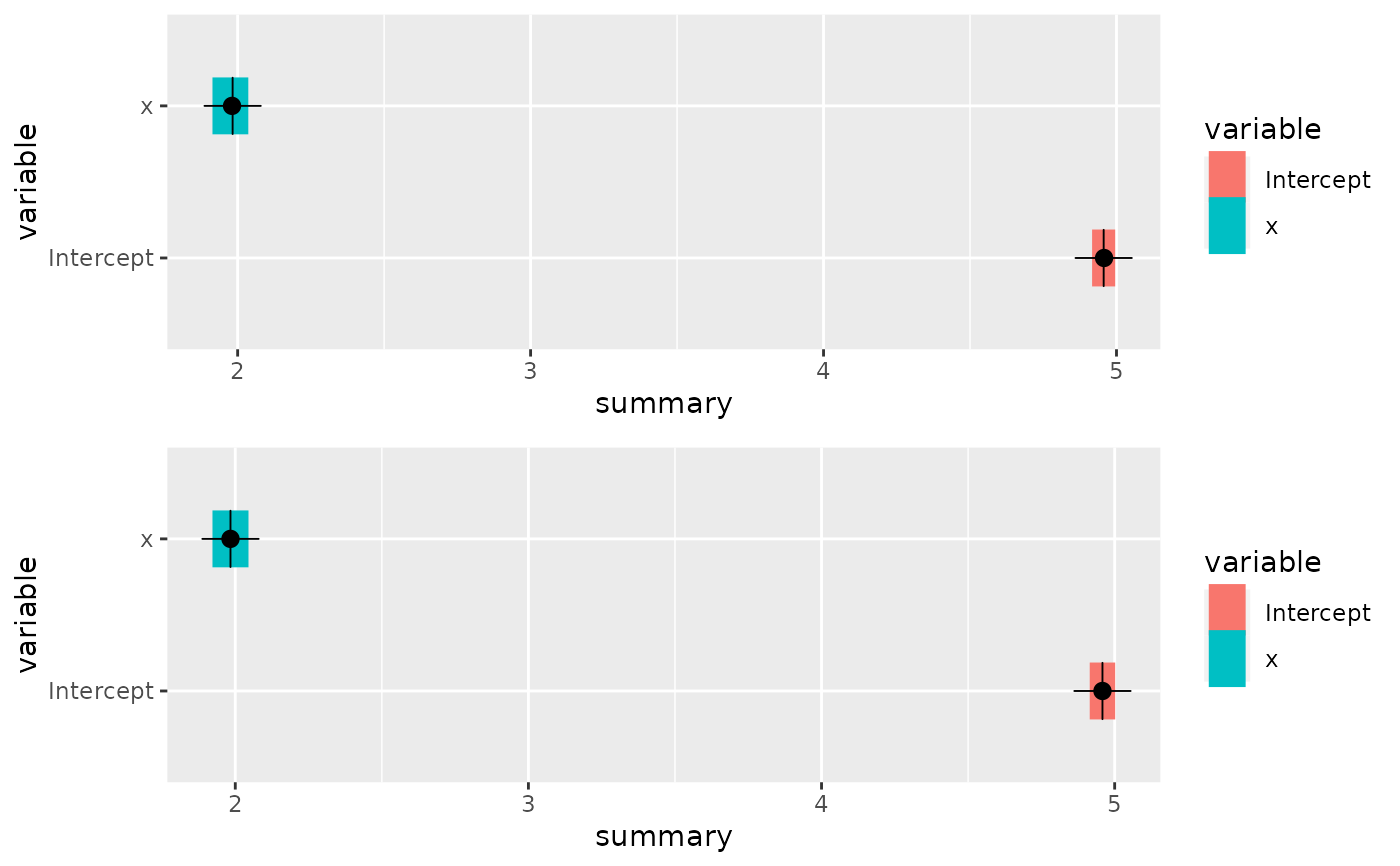 variable
x
Intercept
2 3 4 5
summary
variable
Intercept
x
variable
x
Intercept
2 3 4 5
summary
variable
Intercept
x